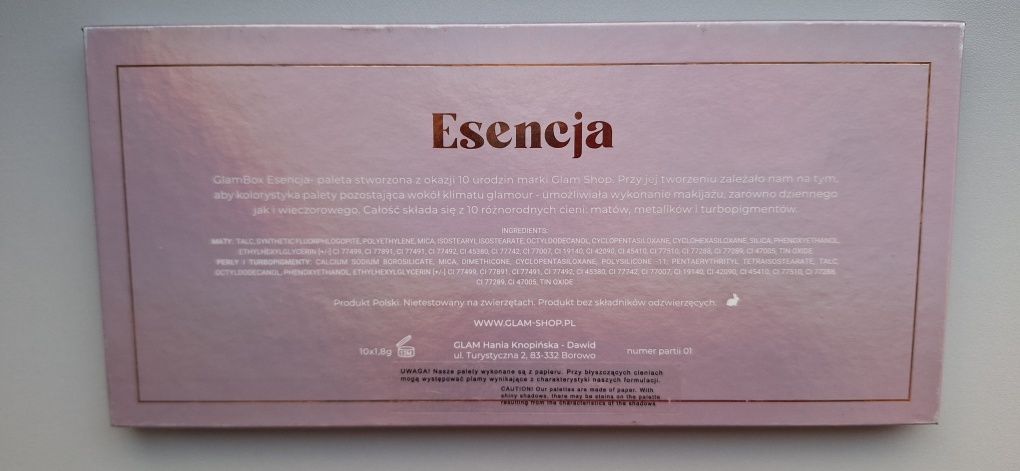 Esencja
GlamBox Esencja- paleta stworzona z okazji 10 urodzin marki Glam Shop. Przy jej tworzeniu zależało nam na tym,
aby kolorystyka palety pozostająca wokół klimatu glamour - umożliwiała wykonanie makijażu, zarówno dziennego
jak i wieczorowego. Całość składa się z 10 różnorodnych cieni: matów, metalików i turbopigmentów.
INGREDIENTS:
MATY: TALC, SYNTHETIC FLUORPHLOGOPITE, POLYETHYLENE, MICA, ISOSTEARYL ISOSTEARATE, OCTYLDODECANOL, CYCLOPENTASILOXANE, CYCLOHEXASILOXANE, SILICA, PHENOXYETHANOL,
ETHYLHEXYLGLYCERIN [+/-] CI 77499, CI 77891, CI 77491, CI 77492, CI 45380, CI 77742, CI 77007, CI 19140, CI 42090, CI 45410, CI 77510, CI 77288, CI 77289, CI 47005, TIN OXIDE
PERŁY I TURBOPIGMENTY: CALCIUM SODIUM BOROSILICATE, MICA, DIMETHICONE, CYCLOPENTASILOXANE, POLYSILICONE -11; PENTAERYTHRITYL TETRAISOSTEARATE, TALC,
OCTYLDODECANOL, PHENOXYETHANOL, ETHYLHEXYLGLYCERIN [+/-] CI 77499, CI 77891, CI 77491, CI 77492, CI 45380, CI 77742, CI 77007, CI 19140, CI 42090, CI 45410, CI 77510, CI 77288,
CI 77289, CI 47005, TIN OXIDE
Produkt Polski. Nietestowany na zwierzętach. Produkt bez składników odzwierzęcych.
WWW.GLAM-SHOP.PL
10x1,8g
GLAM Hania Knopińska - Dawid
ul. Turystyczna 2, 83-332 Borowo
numer partii 01
UWAGA! Nasze palety wykonane są z papieru. Przy błyszczących cieniach
mogą występować plamy wynikające z charakterystyki naszych formulacji.
CAUTION! Our palettes are made of paper. With
shiny shadows, there may be stains on the palette
resulting from the characteristics of the shadows